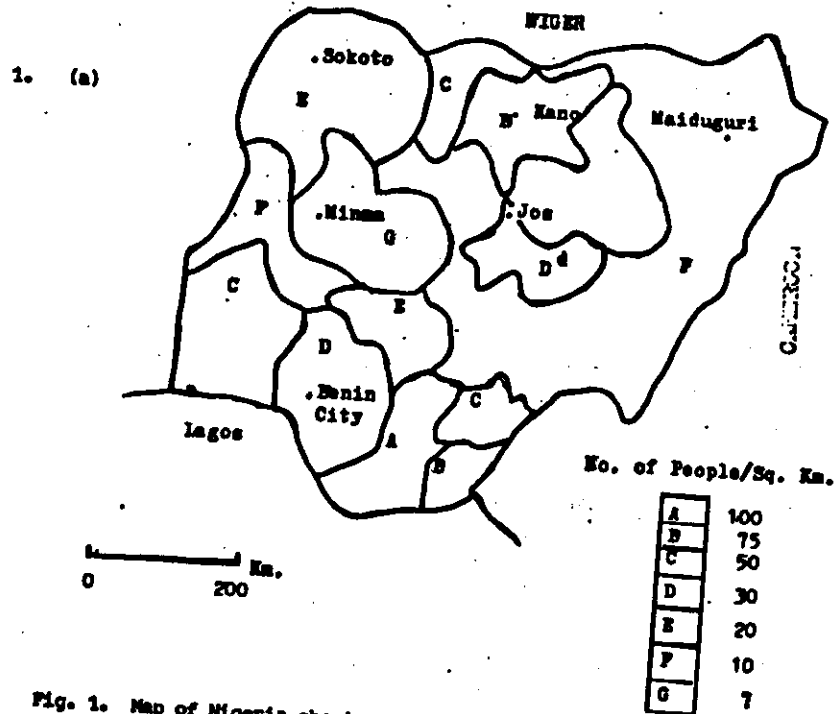 NIGER
1. (a)
.Sokoto
C
E
B Kano
Maiduguri
F
.Minna
.Jos
G
D d
F
C
E
D
.Benin
City
C
A
Lagos
B
No. of People/Sq. Km.
A 100
B 75
C 50
D 30
E 20
F 10
G 7
Km.
0 200
Fig. 1. Map of Nigeria